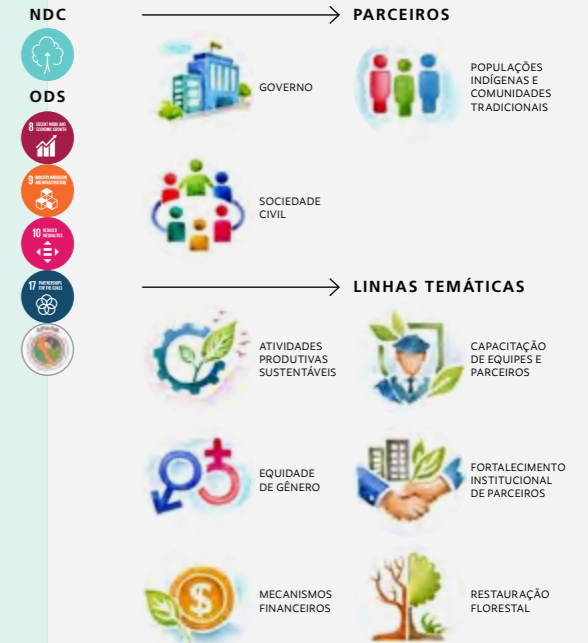 NDC
ODS
8 DECENT WORK AND
ECONOMIC GROWTH
9 INDUSTRY, INNOVATION
AND INFRASTRUCTURE
10 REDUCED
INEQUALITIES
17 PARTNERSHIPS
FOR THE GOALS
PARCEIROS
GOVERNO
POPULAÇÕES
INDÍGENAS E
COMUNIDADES
TRADICIONAIS
SOCIEDADE
CIVIL
LINHAS TEMÁTICAS
ATIVIDADES
PRODUTIVAS
SUSTENTÁVEIS
CAPACITAÇÃO
DE EQUIPES E
PARCEIROS
EQUIDADE
DE GÊNERO
FORTALECIMENTO
INSTITUCIONAL
DE PARCEIROS
$
MECANISMOS
FINANCEIROS
RESTAURAÇÃO
FLORESTAL